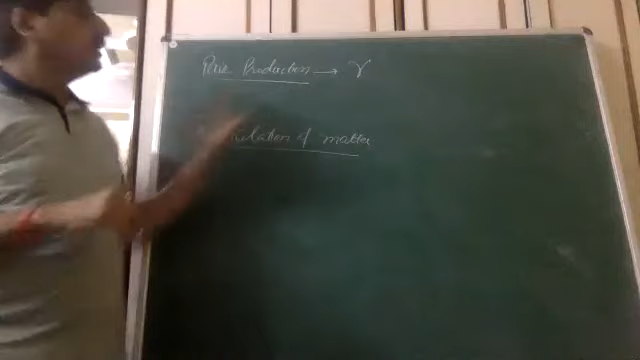 Pair Production → γ
of matter